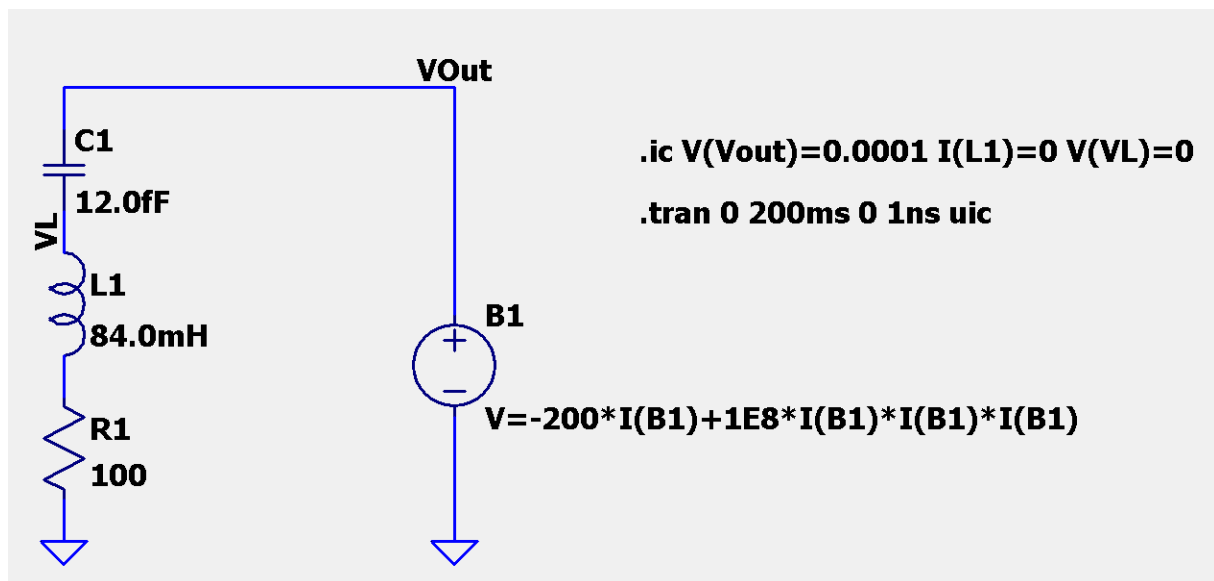 VOut
C1
12.0fF
VL
L1
84.0mH
R1
100
B1
V=-200*I(B1)+1E8*I(B1)*I(B1)*I(B1)
.ic V(Vout)=0.0001 I(L1)=0 V(VL)=0
.tran 0 200ms 0 1ns uic